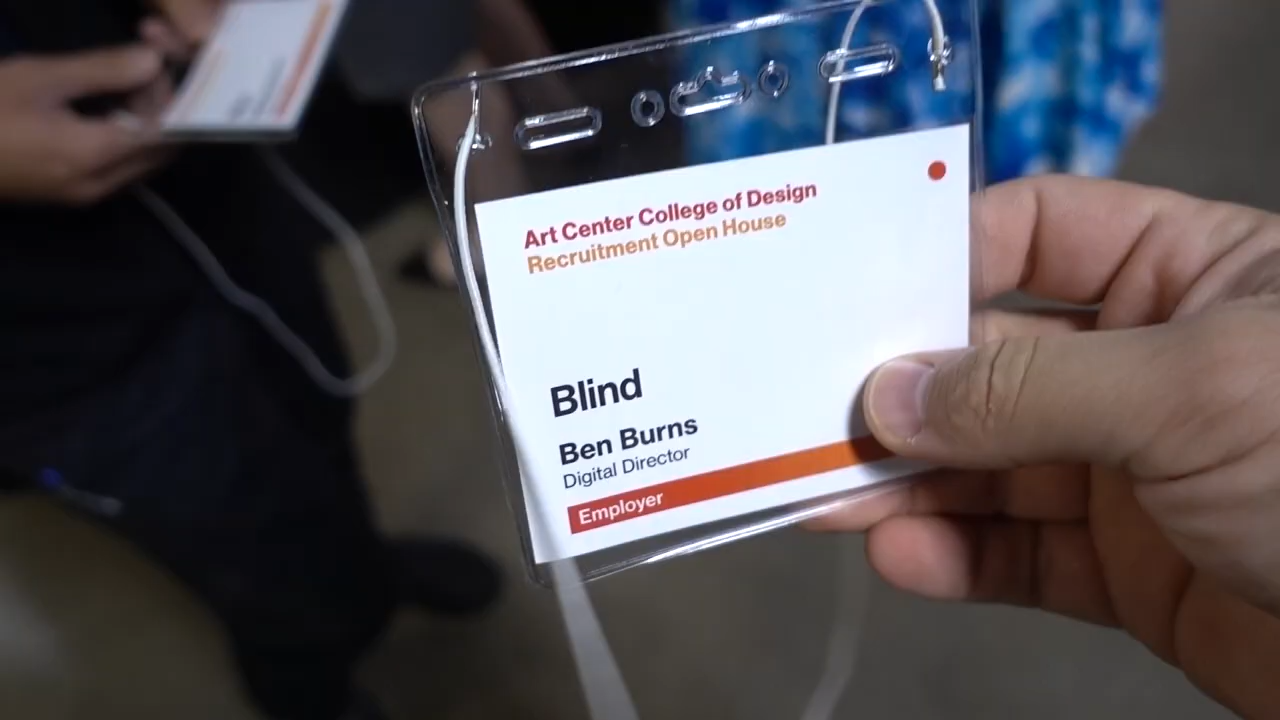 Art Center College of Design
Recruitment Open House
Blind
Ben Burns
Digital Director
Employer